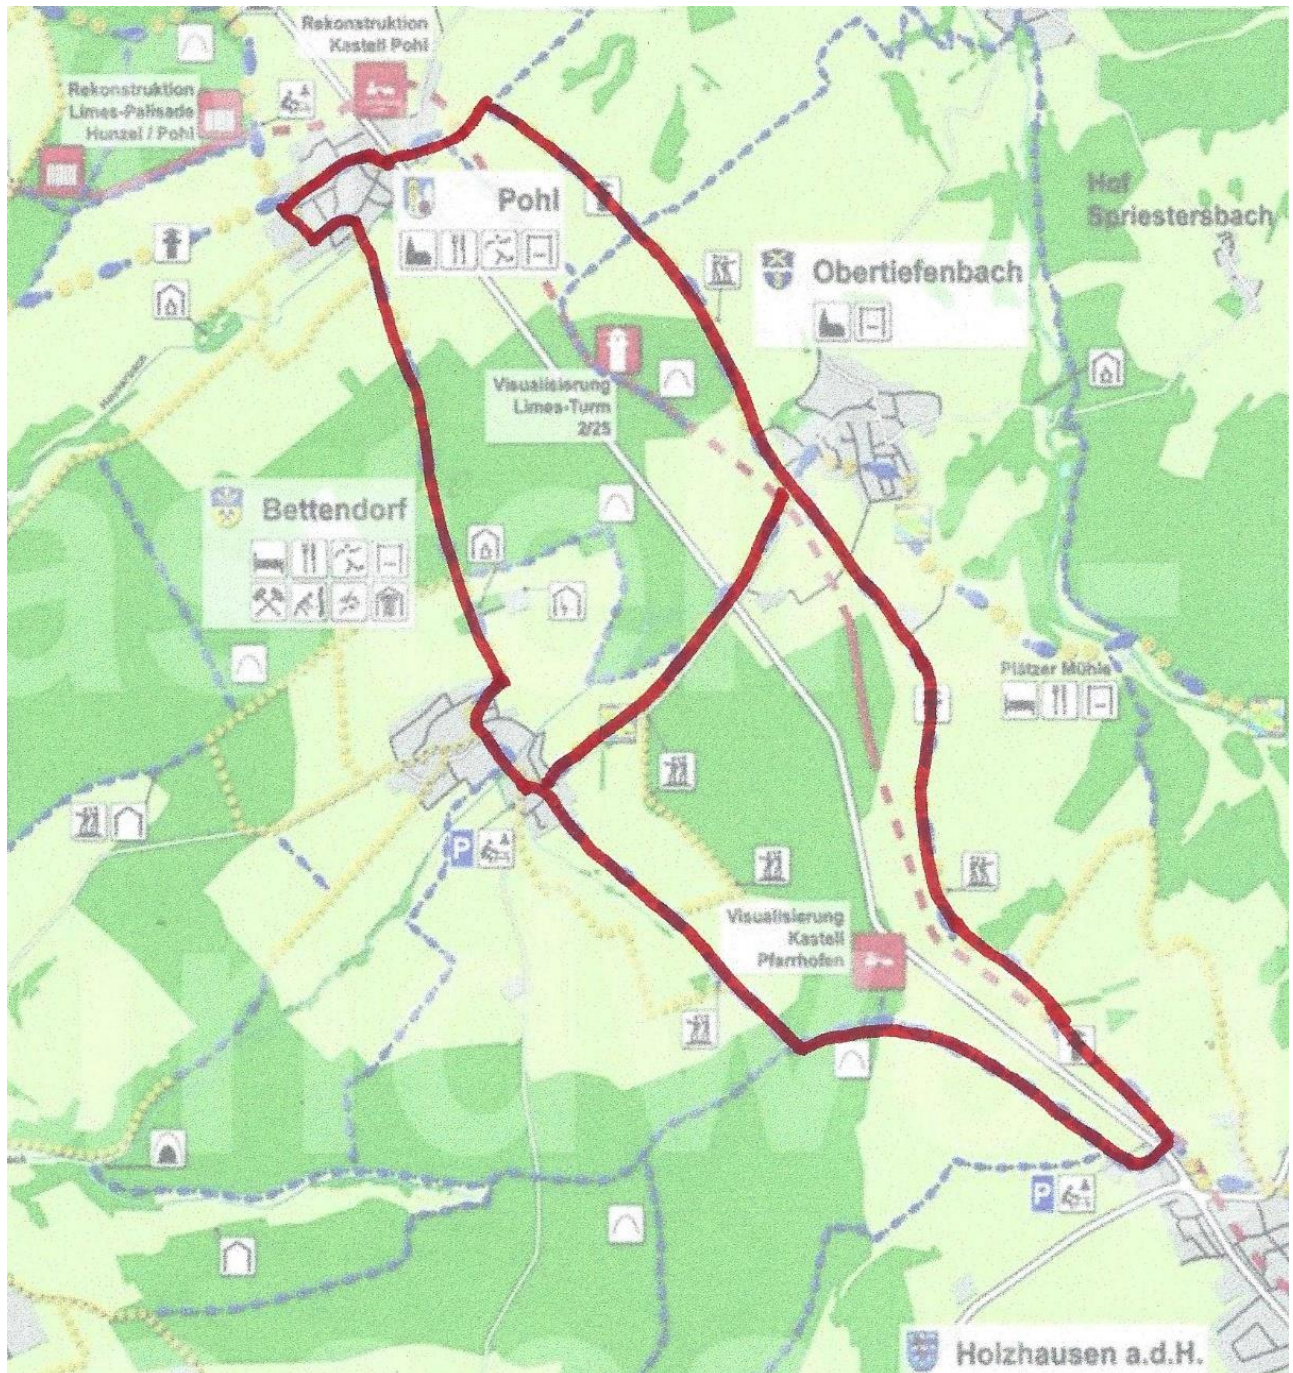 Rekonstruktion
Kastell Pohl
Rekonstruktion
Limes-Palisade
Hunzel / Pohl
Pohl
Hof
Spriestersbach
Obertiefenbach
Visualisierung
Limes-Turm
2/25
Bettendorf
Plätzer Mühle
P
Visualisierung
Kastell
Pfarrhofen
P
Holzhausen a.d.H.